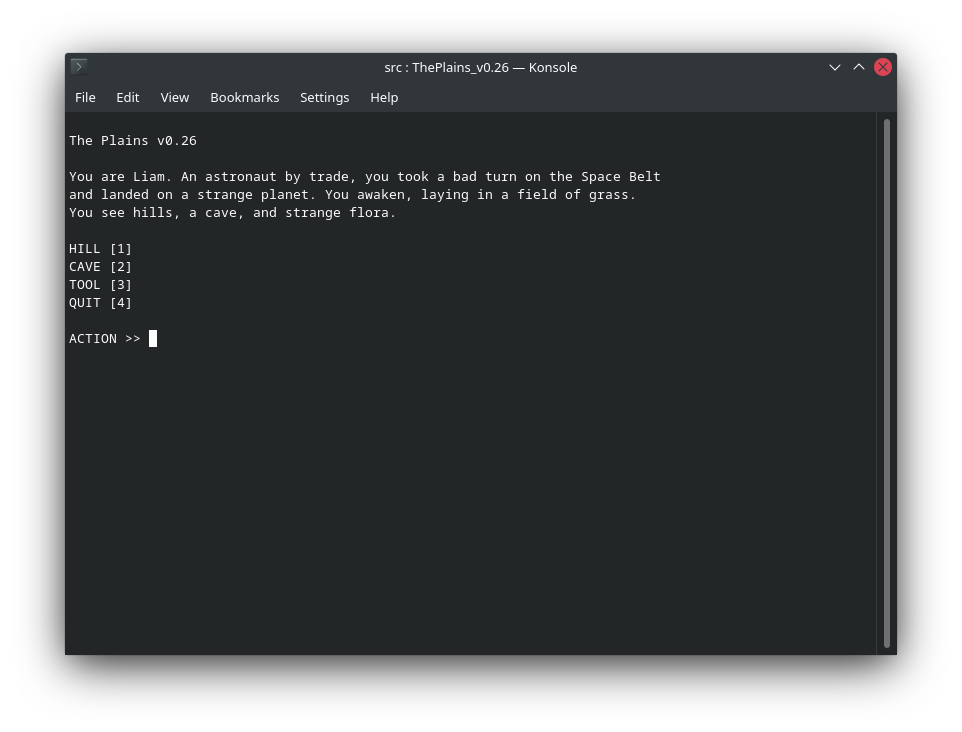 src : ThePlains_v0.26 — Konsole
File Edit View Bookmarks Settings Help
The Plains v0.26
You are Liam. An astronaut by trade, you took a bad turn on the Space Belt
and landed on a strange planet. You awaken, laying in a field of grass.
You see hills, a cave, and strange flora.
HILL [1]
CAVE [2]
TOOL [3]
QUIT [4]
ACTION >>